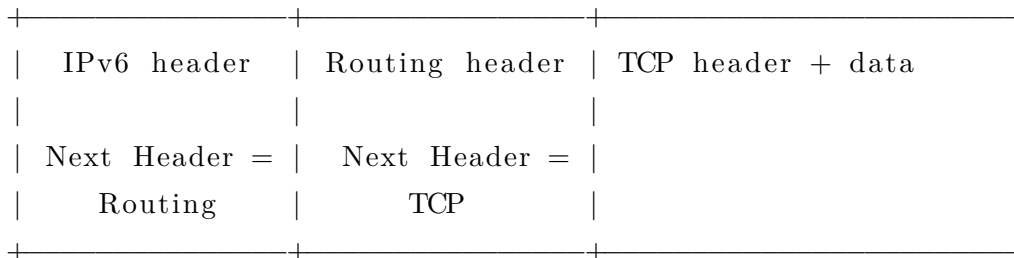 +---------------+----------------+------------------------
|  IPv6 header  | Routing header | TCP header + data
|               |                |
| Next Header = |  Next Header = |
|    Routing    |      TCP       |
+---------------+----------------+------------------------